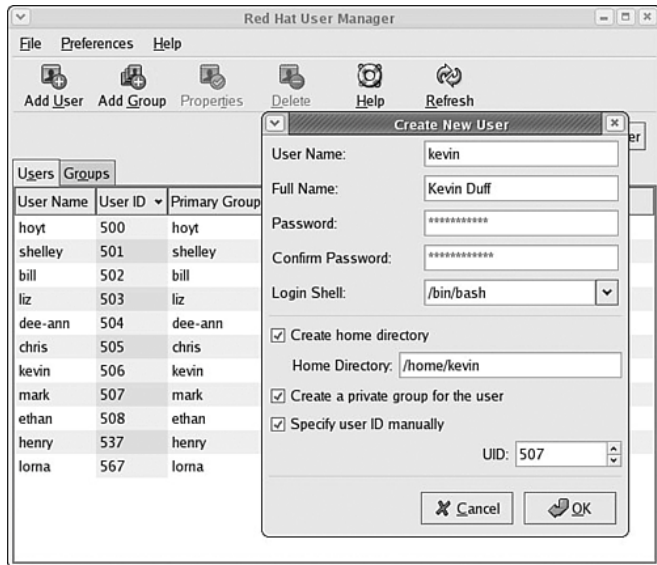 Red Hat User Manager
File Preferences Help
Add User Add Group Properties Delete Help Refresh
er
Users Groups
User Name User ID Primary Group
hoyt 500 hoyt
shelley 501 shelley
bill 502 bill
liz 503 liz
dee-ann 504 dee-ann
chris 505 chris
kevin 506 kevin
mark 507 mark
ethan 508 ethan
henry 537 henry
lorna 567 lorna
Create New User
User Name: kevin
Full Name: Kevin Duff
Password: ***********
Confirm Password: ************
Login Shell: /bin/bash
Create home directory
Home Directory: /home/kevin
Create a private group for the user
Specify user ID manually
UID: 507
Cancel OK